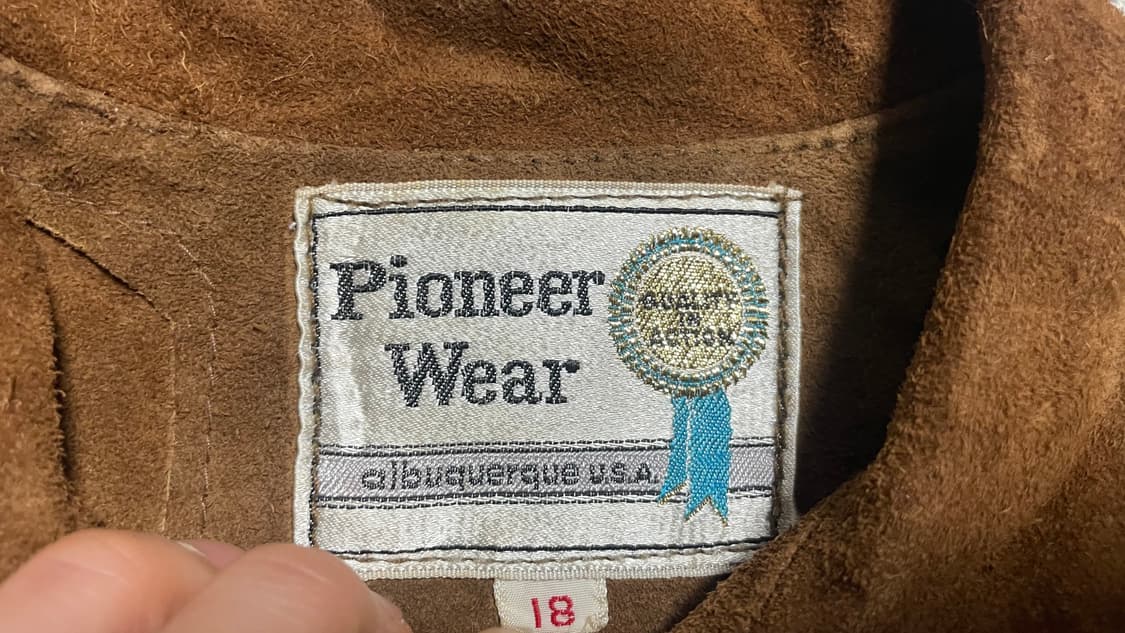 Pioneer
Wear
QUALITY
IN
ACTION
albuquerque U.S.A.
18